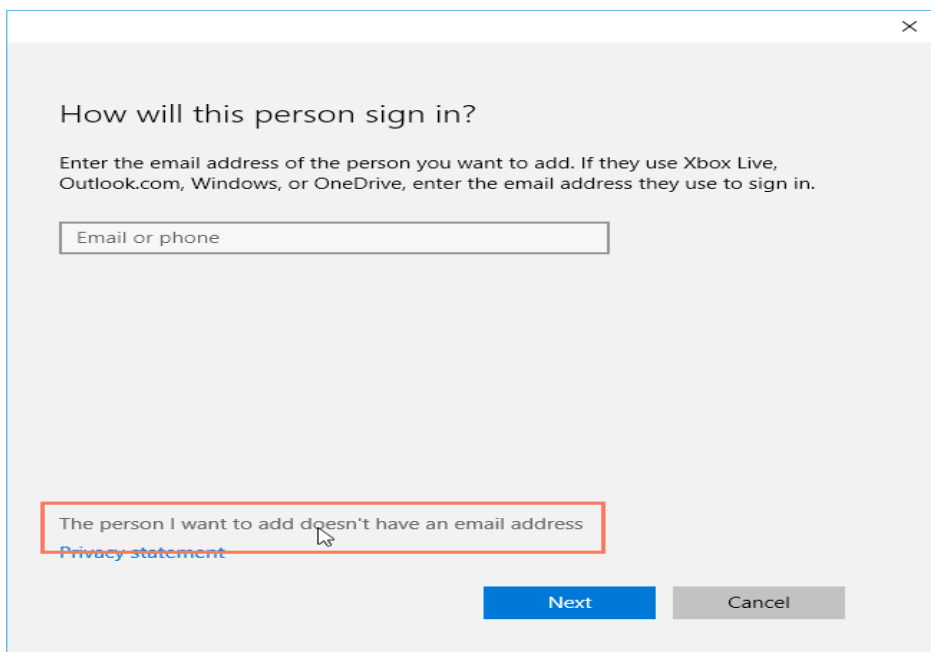 How will this person sign in?
Enter the email address of the person you want to add. If they use Xbox Live,
Outlook.com, Windows, or OneDrive, enter the email address they use to sign in.
Email or phone
The person I want to add doesn't have an email address
Privacy statement
Next
Cancel